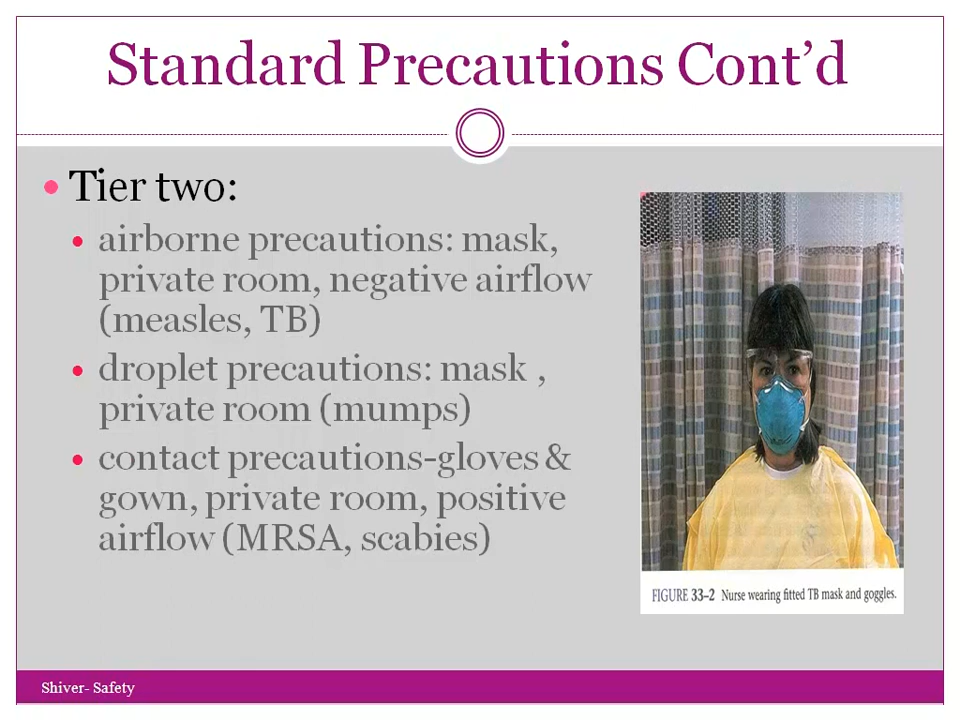 Standard Precautions Cont’d
Tier two:
airborne precautions: mask,
private room, negative airflow
(measles, TB)
droplet precautions: mask ,
private room (mumps)
contact precautions-gloves &
gown, private room, positive
airflow (MRSA, scabies)
FIGURE 33–2 Nurse wearing fitted TB mask and goggles.
Shiver- Safety